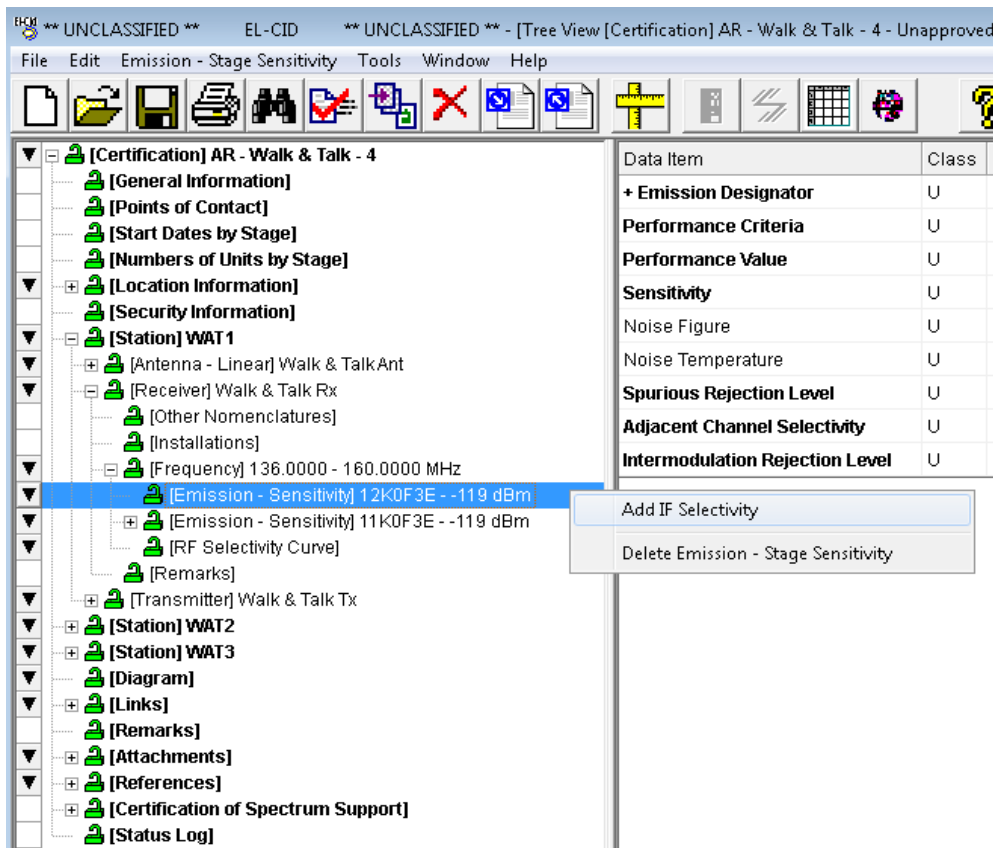 EL-CID ** UNCLASSIFIED ** EL-CID ** UNCLASSIFIED ** - [Tree View [Certification] AR - Walk & Talk - 4 - Unapproved
File Edit Emission - Stage Sensitivity Tools Window Help
[Certification] AR - Walk & Talk - 4
[General Information]
[Points of Contact]
[Start Dates by Stage]
[Numbers of Units by Stage]
[Location Information]
[Security Information]
[Station] WAT1
[Antenna - Linear] Walk & Talk Ant
[Receiver] Walk & Talk Rx
[Other Nomenclatures]
[Installations]
[Frequency] 136.0000 - 160.0000 MHz
[Emission - Sensitivity] 12K0F3E - -119 dBm
[Emission - Sensitivity] 11K0F3E - -119 dBm
[RF Selectivity Curve]
[Remarks]
[Transmitter] Walk & Talk Tx
[Station] WAT2
[Station] WAT3
[Diagram]
[Links]
[Remarks]
[Attachments]
[References]
[Certification of Spectrum Support]
[Status Log]
Data Item Class
+ Emission Designator U
Performance Criteria U
Performance Value U
Sensitivity U
Noise Figure U
Noise Temperature U
Spurious Rejection Level U
Adjacent Channel Selectivity U
Intermodulation Rejection Level U
Add IF Selectivity
Delete Emission - Stage Sensitivity